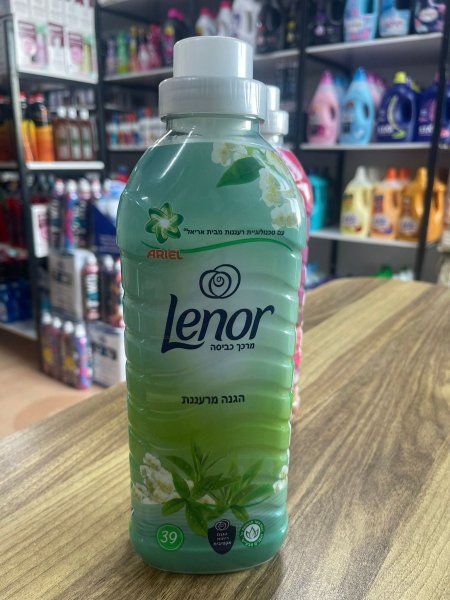 ARIEL
עם טכנולוגיית רעננות מבית אריאל*
Lenor
מרכך כביסה
הגנה מרעננת
39